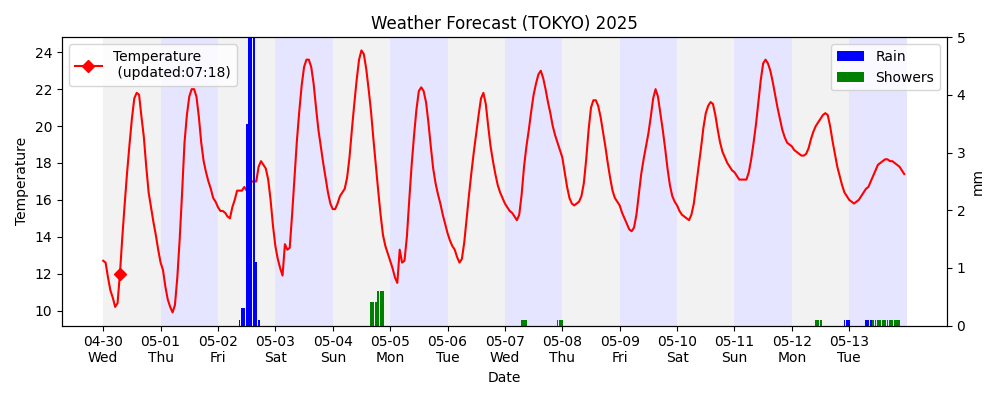 Weather Forecast (TOKYO) 2025
Temperature
(updated:07:18)
Rain
Showers
Temperature
24
22
20
18
16
14
12
10
5
4
3
2
1
0
mm
04-30 05-01 05-02 05-03 05-04 05-05 05-06 05-07 05-08 05-09 05-10 05-11 05-12 05-13
Wed Thu Fri Sat Sun Mon Tue Wed Thu Fri Sat Sun Mon Tue
Date